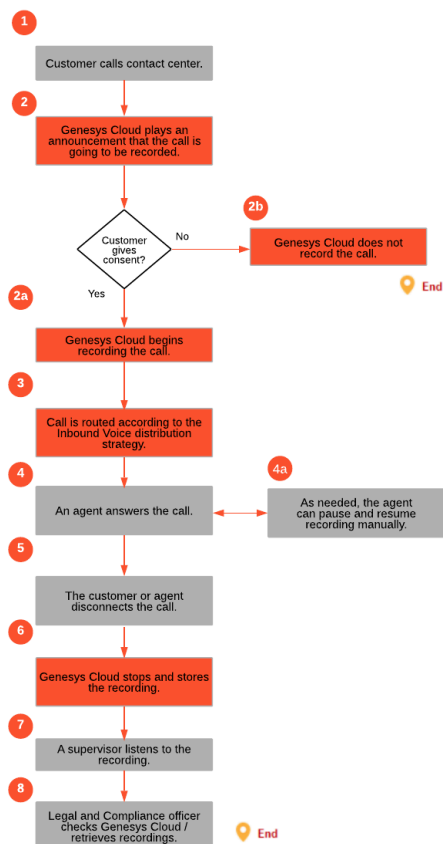 1
Customer calls contact center.
2
Genesys Cloud plays an
announcement that the call is
going to be recorded.
Customer
gives
consent?
No
2b
Genesys Cloud does not
record the call.
End
Yes
2a
Genesys Cloud begins
recording the call.
3
Call is routed according to the
Inbound Voice distribution
strategy.
4
An agent answers the call.
4a
As needed, the agent
can pause and resume
recording manually.
5
The customer or agent
disconnects the call.
6
Genesys Cloud stops and stores
the recording.
7
A supervisor listens to the
recording.
8
Legal and Compliance officer
checks Genesys Cloud /
retrieves recordings.
End